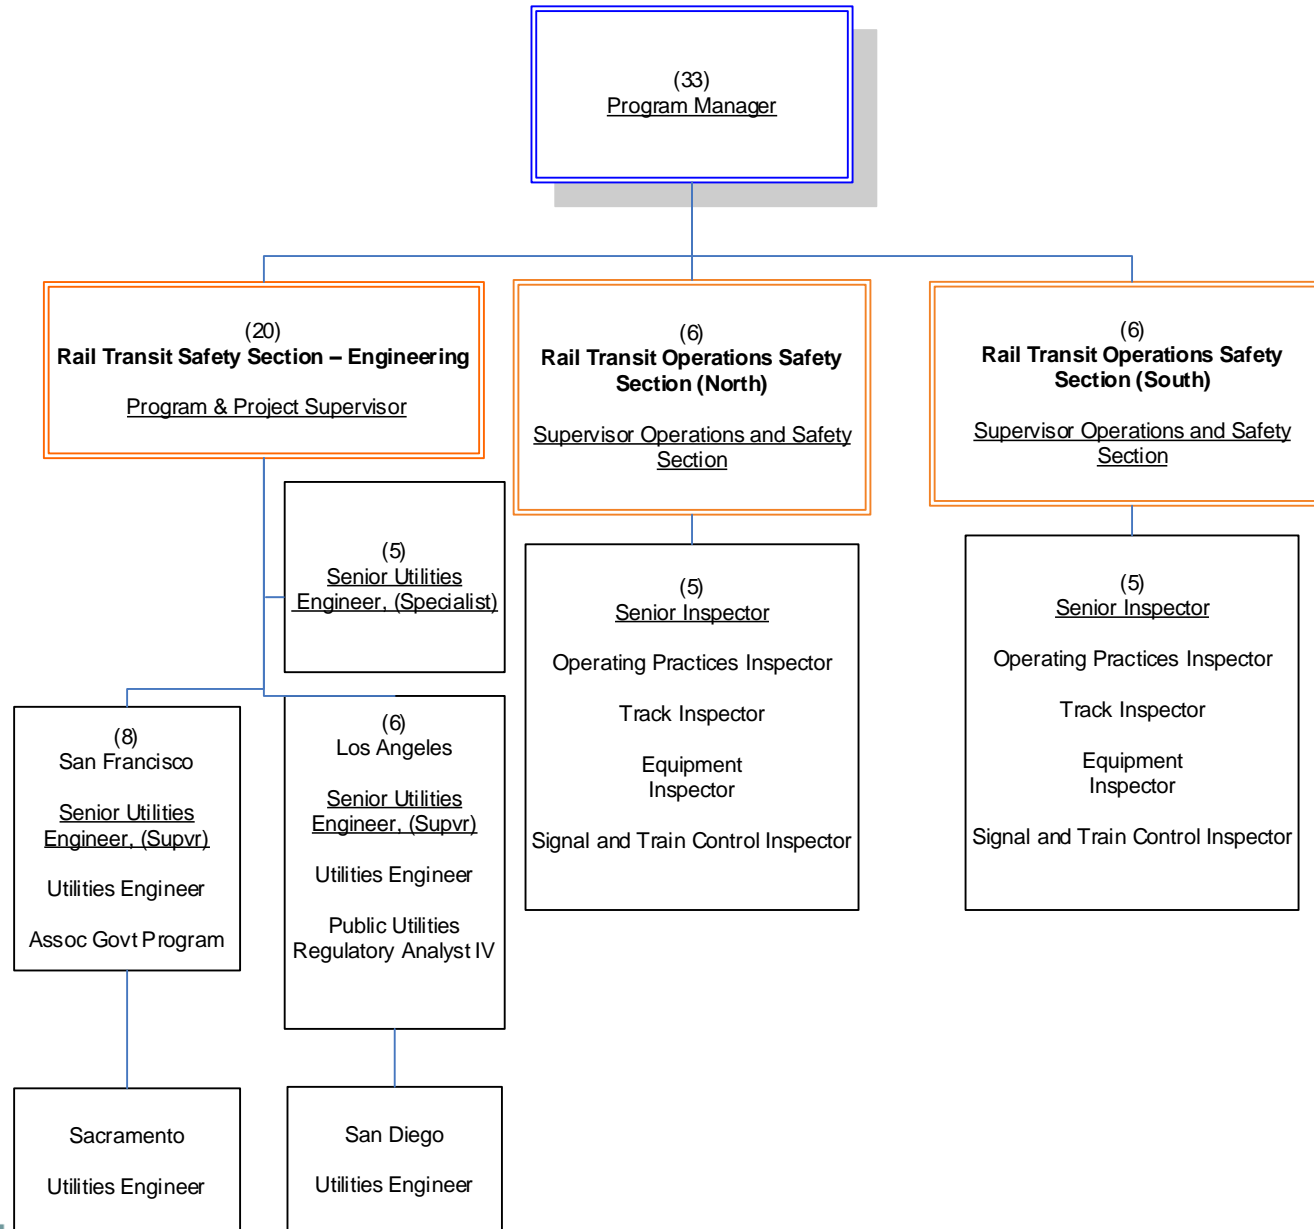 (33)
Program Manager
(20)
Rail Transit Safety Section – Engineering
Program & Project Supervisor
(6)
Rail Transit Operations Safety
Section (North)
Supervisor Operations and Safety
Section
(6)
Rail Transit Operations Safety
Section (South)
Supervisor Operations and Safety
Section
(5)
Senior Utilities
Engineer, (Specialist)
(8)
San Francisco
Senior Utilities
Engineer, (Supvr)
Utilities Engineer
Assoc Govt Program
(6)
Los Angeles
Senior Utilities
Engineer, (Supvr)
Utilities Engineer
Public Utilities
Regulatory Analyst IV
(5)
Senior Inspector
Operating Practices Inspector
Track Inspector
Equipment
Inspector
Signal and Train Control Inspector
(5)
Senior Inspector
Operating Practices Inspector
Track Inspector
Equipment
Inspector
Signal and Train Control Inspector
Sacramento
Utilities Engineer
San Diego
Utilities Engineer